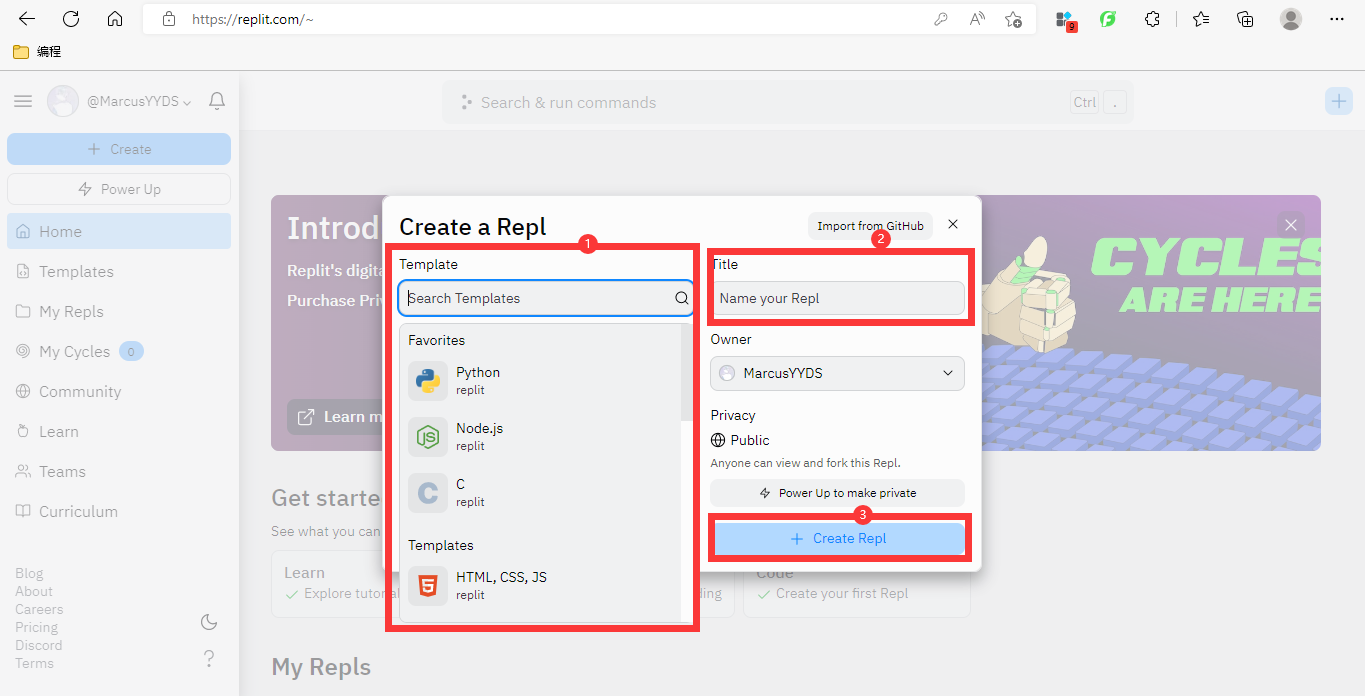 https://replit.com/~
9
编程
@MarcusYYDS
Search & run commands
Ctrl .
Create
Power Up
Home
Templates
My Repls
My Cycles 0
Community
Learn
Teams
Curriculum
Blog
About
Careers
Pricing
Discord
Terms
?
Introd
Replit's digita
Purchase Priv
Learn m
CYCLES
ARE HERE
Get starte
See what you can
Learn
Explore tutorial
ding
Code
Create your first Repl
My Repls
Create a Repl
Import from GitHub
1
Template
Search Templates
Favorites
Python
replit
Node.js
replit
C
replit
Templates
HTML, CSS, JS
replit
2
Title
Name your Repl
Owner
MarcusYYDS
Privacy
Public
Anyone can view and fork this Repl.
Power Up to make private
3
Create Repl